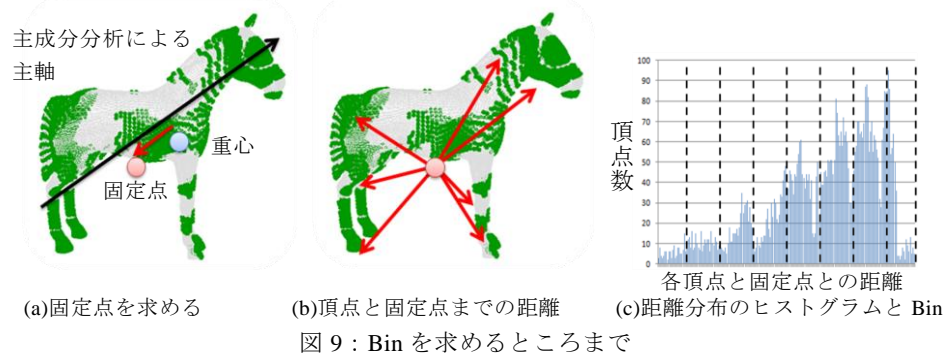 主成分分析による
主軸
重心
固定点
頂点数
100
90
80
70
60
50
40
30
20
10
0
各頂点と固定点との距離
(a)固定点を求める
(b)頂点と固定点までの距離
(c)距離分布のヒストグラムと Bin
図 9：Bin を求めるところまで